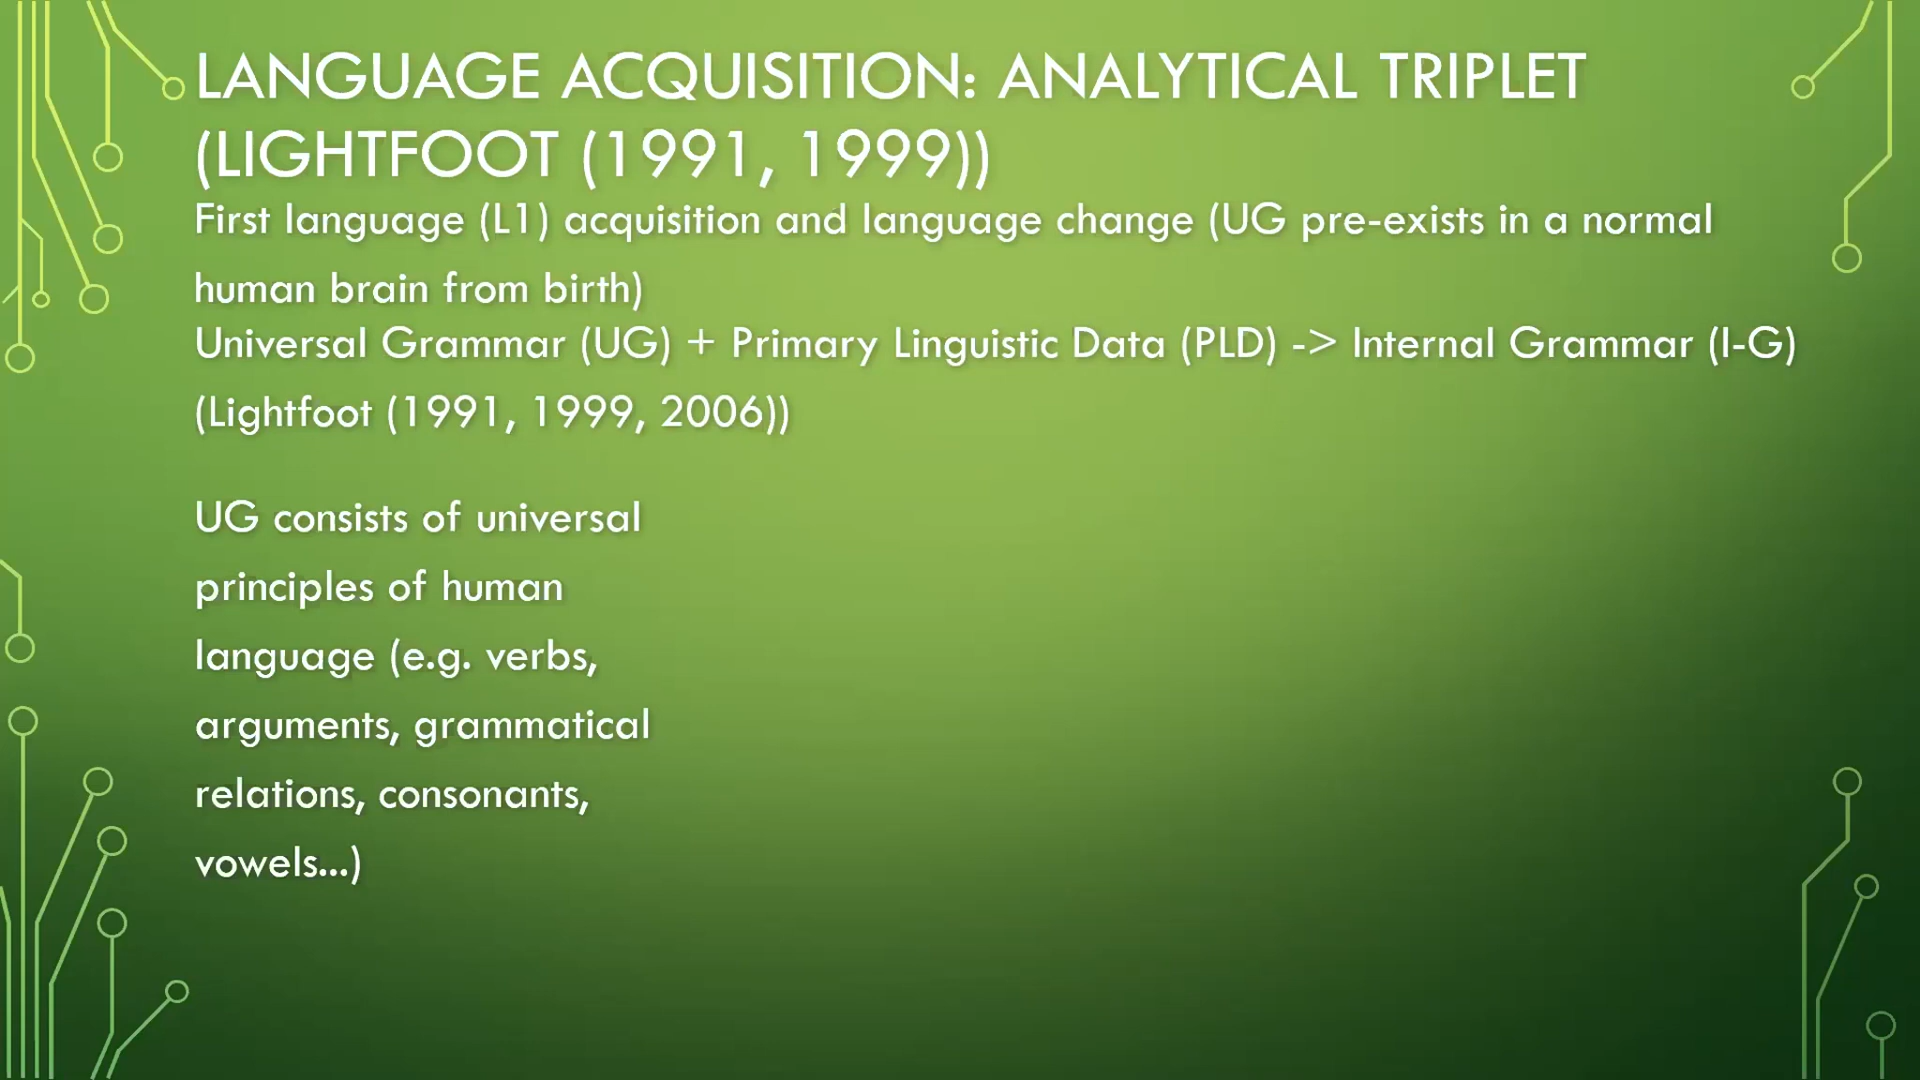 LANGUAGE ACQUISITION: ANALYTICAL TRIPLET
(LIGHTFOOT (1991, 1999))
First language (L1) acquisition and language change (UG pre-exists in a normal
human brain from birth)
Universal Grammar (UG) + Primary Linguistic Data (PLD) -> Internal Grammar (I-G)
(Lightfoot (1991, 1999, 2006))
UG consists of universal
principles of human
language (e.g. verbs,
arguments, grammatical
relations, consonants,
vowels...)